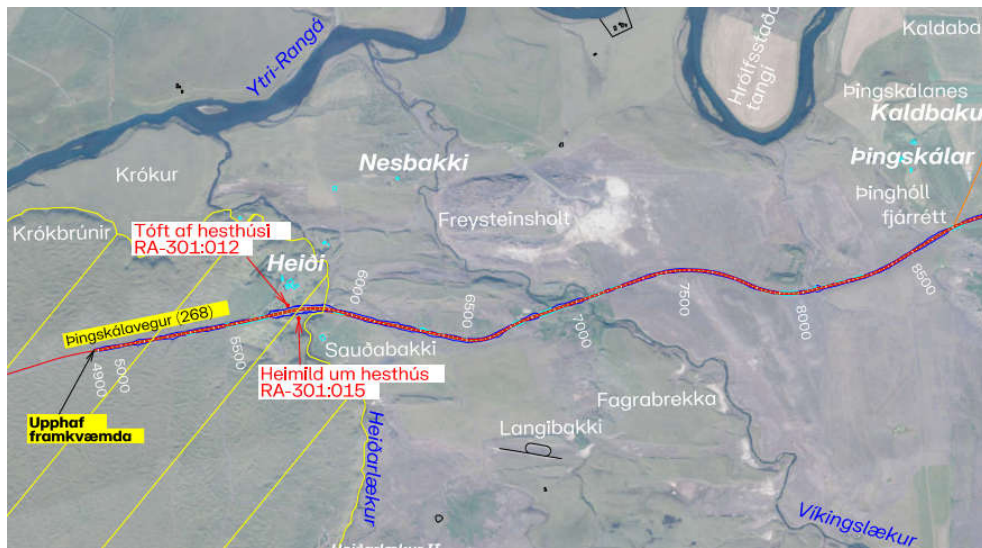 Ytri-Rangá
Hrólfsstaða
tangi
Kaldaba
Þingskálanes
Kaldbaku
Þingskálar
Þinghóll
fjárrétt
Krókur
Nesbakki
Freysteinsholt
Krókbrúnir
Tóft af hesthúsi
RA-301:012
Heiði
Þingskálavegur (268)
4900
5000
5500
6000
6500
7000
7500
8000
8500
Sauðabakki
Heimild um hesthús
RA-301:015
Upphaf
framkvæmda
Fagrabrekka
Langibakki
Heiðarlækur
Víkingslækur
Heiðarlækur II